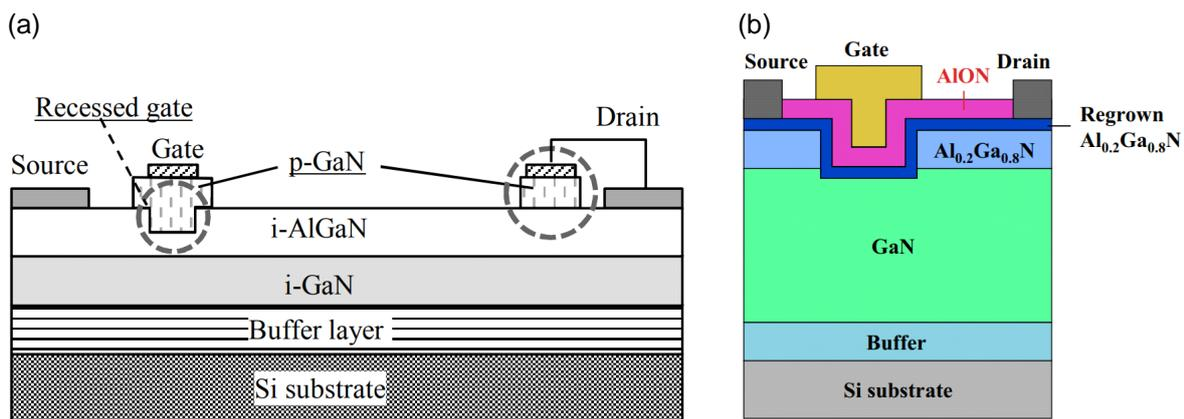 (a)
Recessed gate
Gate
Source
p-GaN
Drain
i-AlGaN
i-GaN
Buffer layer
Si substrate
(b)
Gate
Source
Drain
AlON
Regrown
Al₀.₂Ga₀.₈N
Al₀.₂Ga₀.₈N
GaN
Buffer
Si substrate